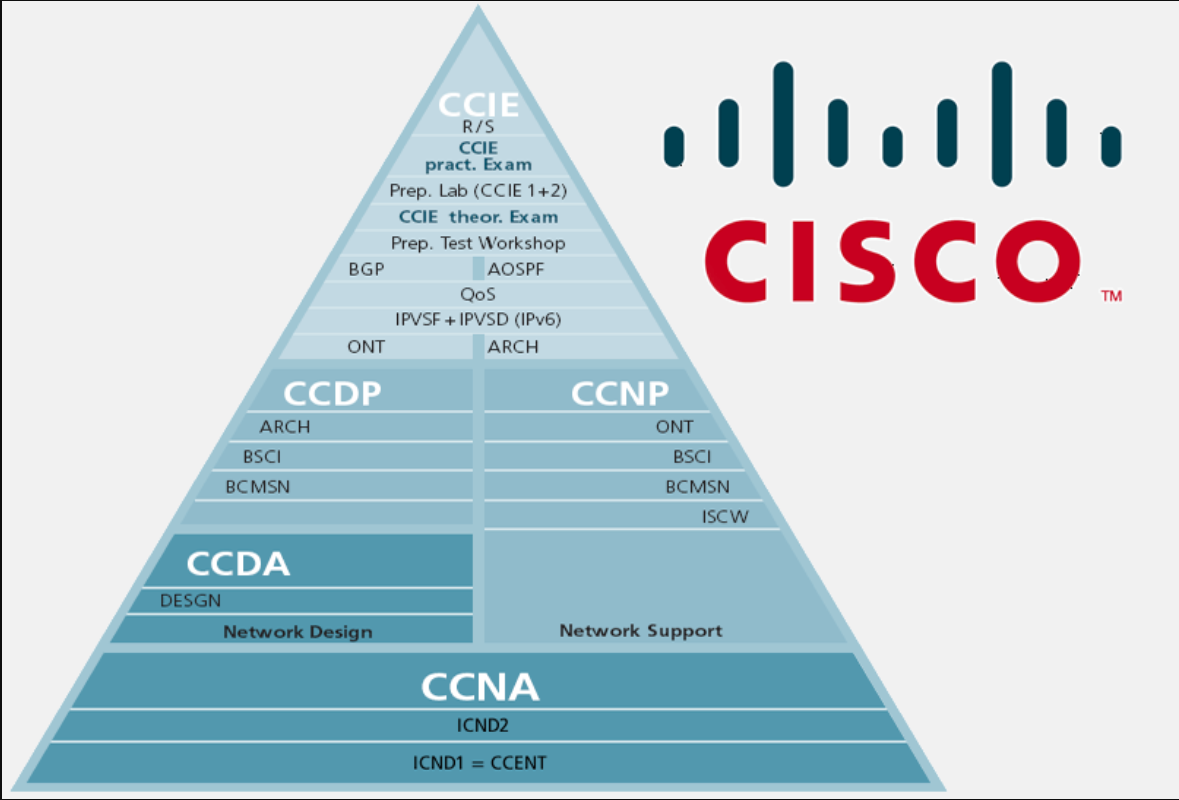 CCIE
R/S
CCIE
pract. Exam
Prep. Lab (CCIE 1+2)
CCIE theor. Exam
Prep. Test Workshop
BGP AOSPF
QoS
IPVSF + IPVSD (IPv6)
ONT ARCH
CCDP
ARCH
BSCI
BCMSN
CCNP
ONT
BSCI
BCMSN
ISCW
CCDA
DESGN
Network Design
Network Support
CCNA
ICND2
ICND1 = CCENT
CISCO
TM